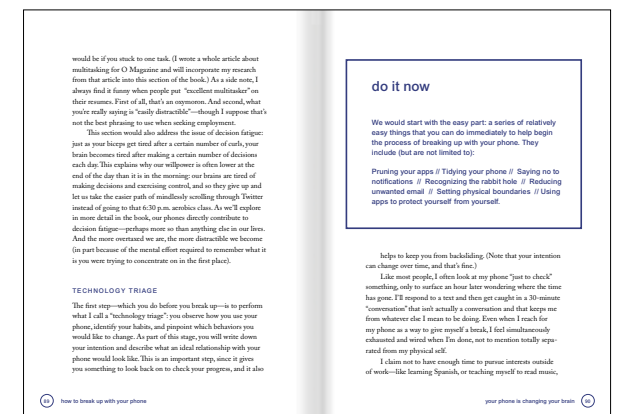 would be if you stuck to one task. (I wrote a whole article about
multitasking for O Magazine and will incorporate my research
from that article into this section of the book.) As a side note, I
always find it funny when people put “excellent multitasker” on
their resumes. First of all, that’s an oxymoron. And second, what
you’re really saying is “easily distractible”—though I suppose that’s
not the best phrasing to use when seeking employment.
This section would also address the issue of decision fatigue:
just as your biceps get tired after a certain number of curls, your
brain becomes tired after making a certain number of decisions
each day. This explains why our willpower is often lower at the
end of the day than it is in the morning: our brains are tired of
making decisions and exercising control, and so they give up and
let us take the easier path of mindlessly scrolling through Twitter
instead of going to that 6:30 p.m. aerobics class. As we’ll explore
in more detail in the book, our phones directly contribute to
decision fatigue—perhaps more so than anything else in our lives.
And the more overtaxed we are, the more distractible we become
(in part because of the mental effort required to remember what it
is you were trying to concentrate on in the first place).
TECHNOLOGY TRIAGE
The first step—which you do before you break up—is to perform
what I call a “technology triage”: you observe how you use your
phone, identify your habits, and pinpoint which behaviors you
would like to change. As part of this stage, you will write down
your intention and describe what an ideal relationship with your
phone would look like. This is an important step, since it gives
you something to look back on to check your progress, and it also
89 how to break up with your phone
do it now
We would start with the easy part: a series of relatively
easy things that you can do immediately to help begin
the process of breaking up with your phone. They
include (but are not limited to):
Pruning your apps // Tidying your phone // Saying no to
notifications // Recognizing the rabbit hole // Reducing
unwanted email // Setting physical boundaries // Using
apps to protect yourself from yourself.
helps to keep you from backsliding. (Note that your intention
can change over time, and that’s fine.)
Like most people, I often look at my phone “just to check”
something, only to surface an hour later wondering where the time
has gone. I’ll respond to a text and then get caught in a 30-minute
“conversation” that isn’t actually a conversation and that keeps me
from whatever else I mean to be doing. Even when I reach for
my phone as a way to give myself a break, I feel simultaneously
exhausted and wired when I’m done, not to mention totally sepa-
rated from my physical self.
I claim not to have enough time to pursue interests outside
of work—like learning Spanish, or teaching myself to read music,
your phone is changing your brain